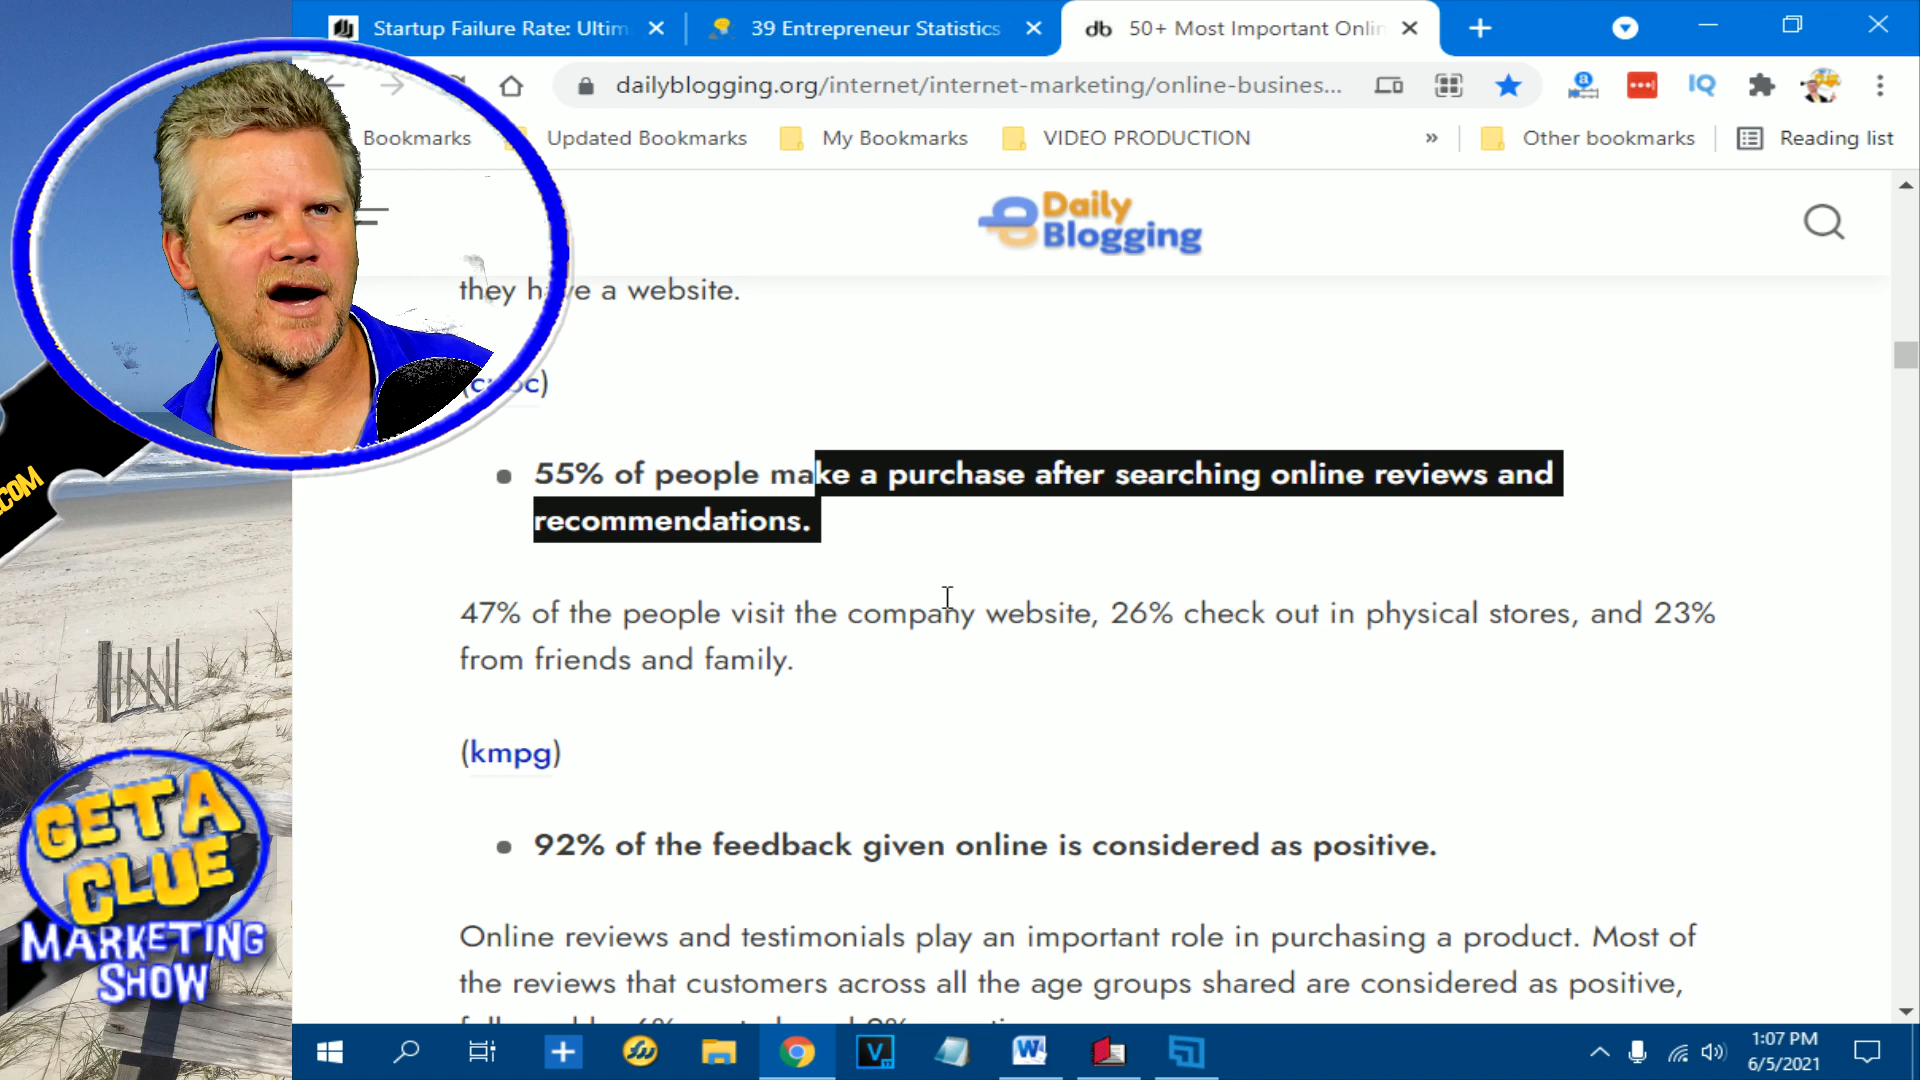 Startup Failure Rate: Ultim
39 Entrepreneur Statistics
db
50+ Most Important Onlin
dailyblogging.org/internet/internet-marketing/online-busines...
IQ
Bookmarks
Updated Bookmarks
My Bookmarks
VIDEO PRODUCTION
»
Other bookmarks
Reading list
Daily
Blogging
they have a website.
55% of people make a purchase after searching online reviews and
recommendations.
47% of the people visit the company website, 26% check out in physical stores, and 23%
from friends and family.
(kmpg)
92% of the feedback given online is considered as positive.
Online reviews and testimonials play an important role in purchasing a product. Most of
the reviews that customers across all the age groups shared are considered as positive,
.COM
GET A
CLUE
MARKETING
SHOW
1:07 PM
6/5/2021